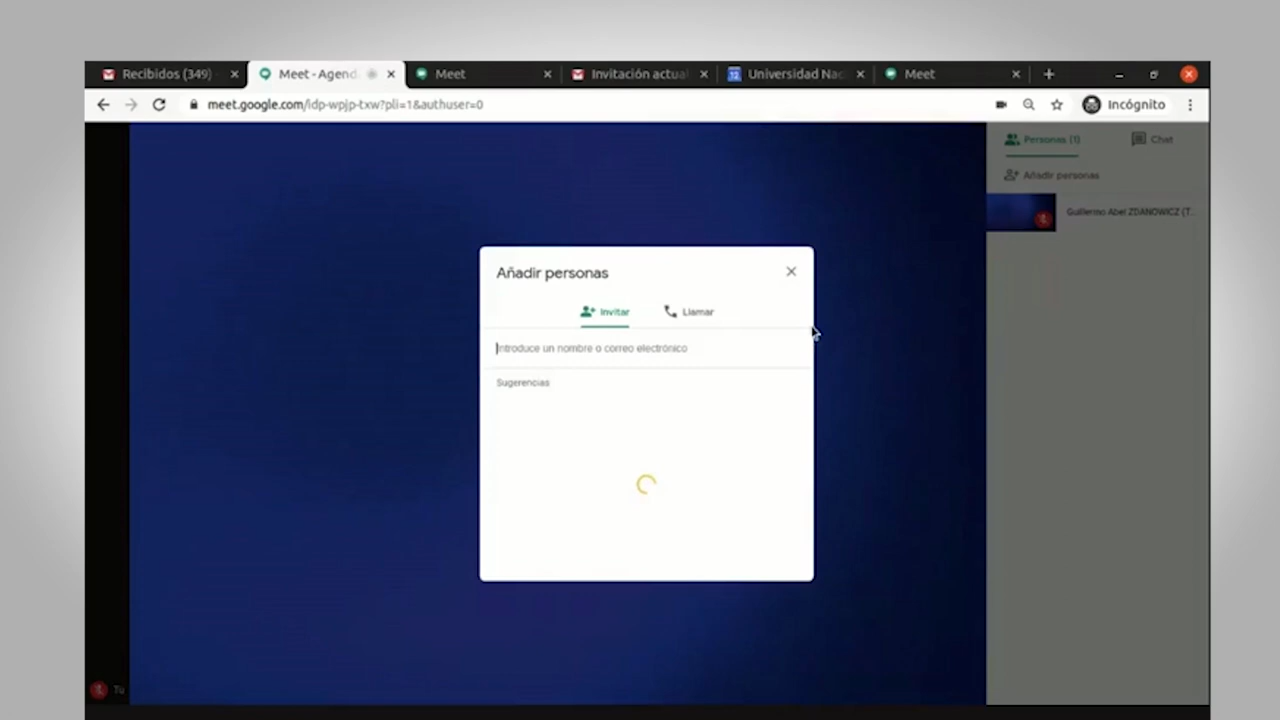 Recibidos (349)
Meet - Agend
Meet
Invitación actual
Universidad Nac
Meet
meet.google.com/ldp-wpjp-txw?pli=1&authuser=0
Incógnito
Personas (1)
Chat
Añadir personas
Guillermo Abel ZDANOWICZ (T...
Añadir personas
Invitar
Llamar
Introduce un nombre o correo electrónico
Sugerencias
Tú